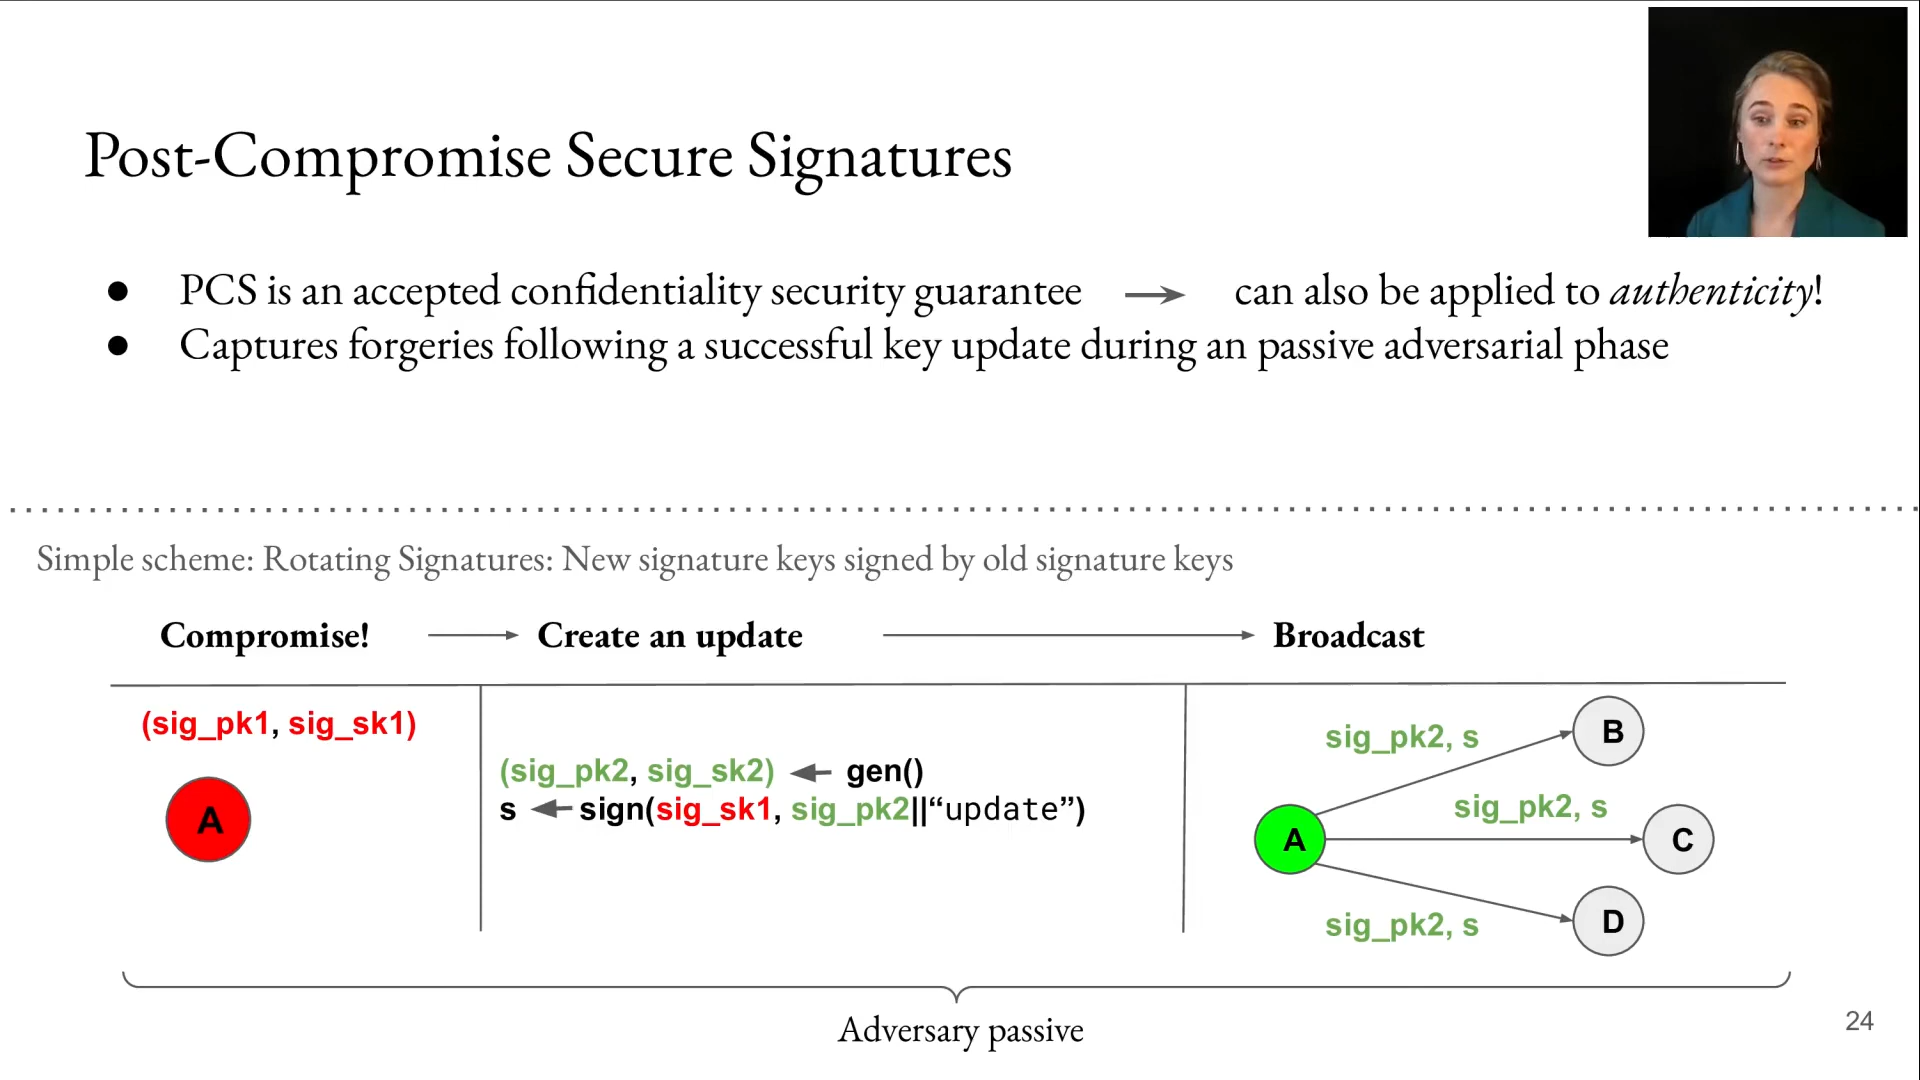 Post-Compromise Secure Signatures
● PCS is an accepted confidentiality security guarantee → can also be applied to authenticity!
● Captures forgeries following a successful key update during an passive adversarial phase
Simple scheme: Rotating Signatures: New signature keys signed by old signature keys
Compromise! → Create an update → Broadcast
(sig_pk1, sig_sk1)
A
(sig_pk2, sig_sk2) ← gen()
s ← sign(sig_sk1, sig_pk2||“update”)
sig_pk2, s
B
sig_pk2, s
A
C
sig_pk2, s
D
Adversary passive
24